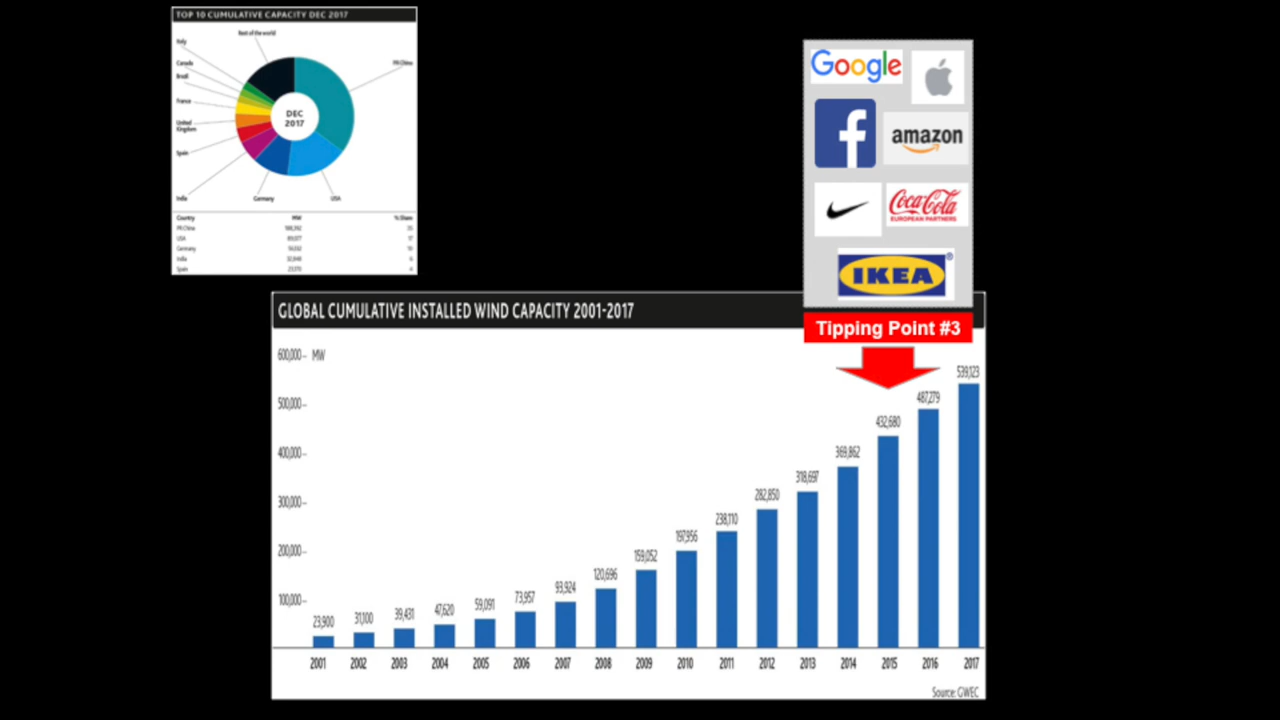 TOP 10 CUMULATIVE CAPACITY DEC 2017
Rest of the world
Italy
Canada
Brazil
France
United
Kingdom
Spain
India
Germany
USA
PR China
DEC
2017
Country MW % Share
PR China 35
USA 17
Germany 10
India 6
Spain 4
Google
f
amazon
Coca-Cola
EUROPEAN PARTNERS
IKEA®
Tipping Point #3
GLOBAL CUMULATIVE INSTALLED WIND CAPACITY 2001-2017
600,000 MW
500,000
400,000
300,000
200,000
100,000
23,900 31,100 39,431 47,620 59,091 73,957 93,924 120,696 159,052 197,956 238,110 282,850 318,697 369,862 432,680 487,279 539,123
2001 2002 2003 2004 2005 2006 2007 2008 2009 2010 2011 2012 2013 2014 2015 2016 2017
Source: GWEC